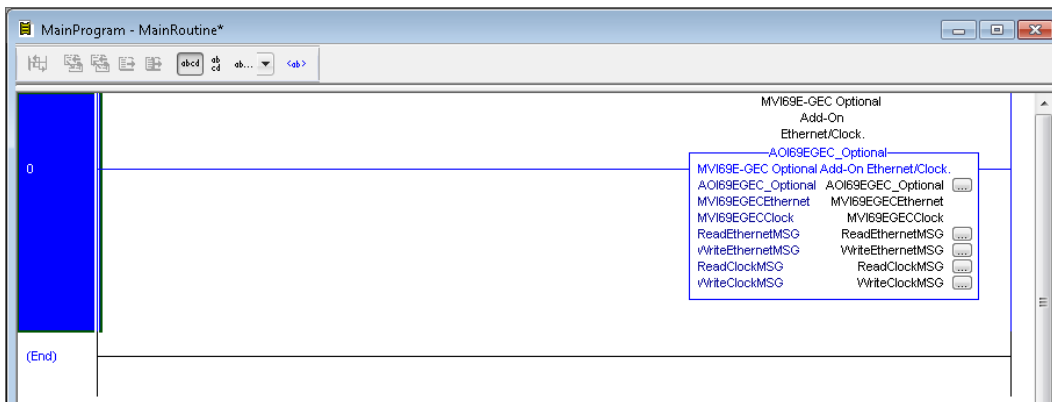 MainProgram - MainRoutine*
abcd ab cd ab... <ab>
MVI69E-GEC Optional
Add-On
Ethernet/Clock.
AOI69EGEC_Optional
0
MVI69E-GEC Optional Add-On Ethernet/Clock.
AOI69EGEC_Optional AOI69EGEC_Optional ...
MVI69EGECEthernet MVI69EGECEthernet
MVI69EGECClock MVI69EGECClock
ReadEthernetMSG ReadEthernetMSG ...
WriteEthernetMSG WriteEthernetMSG ...
ReadClockMSG ReadClockMSG ...
WriteClockMSG WriteClockMSG ...
(End)